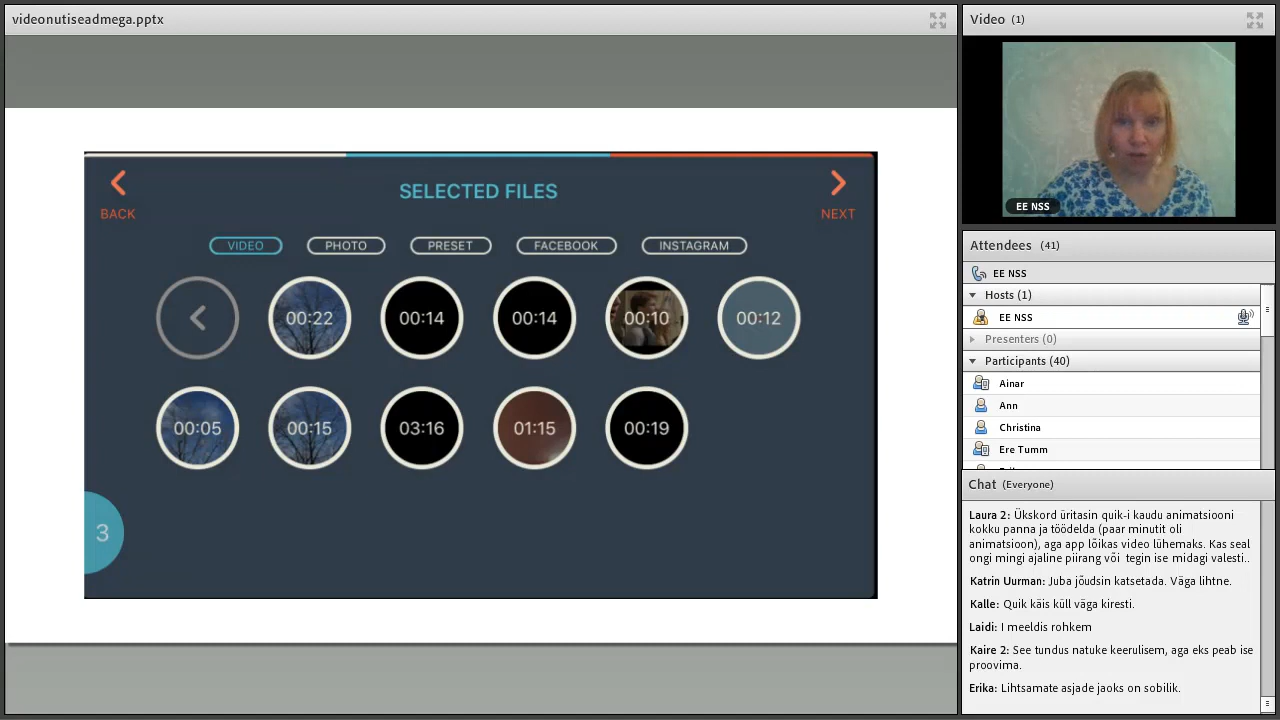 videonutiseadmega.pptx
BACK
SELECTED FILES
NEXT
VIDEO PHOTO PRESET FACEBOOK INSTAGRAM
00:22 00:14 00:14 00:10 00:12
00:05 00:15 03:16 01:15 00:19
3
Video (1)
EE NSS
Attendees (41)
EE NSS
Hosts (1)
EE NSS
Presenters (0)
Participants (40)
Ainar
Ann
Christina
Ere Tumm
Chat (Everyone)
Laura 2: Ükskord üritasin quik-i kaudu animatsiooni
kokku panna ja töödelda (paar minutit oli
animatsioon), aga app lõikas video lühemaks. Kas seal
ongi mingi ajaline piirang või tegin ise midagi valesti..
Katrin Uurman: Juba jõudsin katsetada. Väga lihtne.
Kalle: Quik käis küll väga kiresti.
Laidi: I meeldis rohkem
Kaire 2: See tundus natuke keerulisem, aga eks peab ise
proovima.
Erika: Lihtsamate asjade jaoks on sobilik.